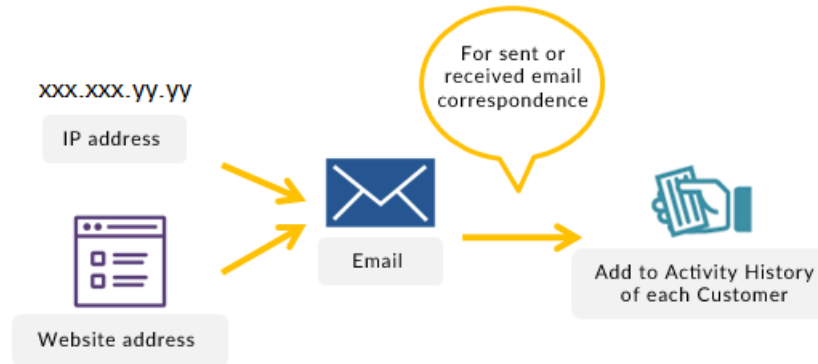 For sent or
received email
correspondence
xxx.xxx.yy.yy
IP address
Email
Add to Activity History
of each Customer
Website address